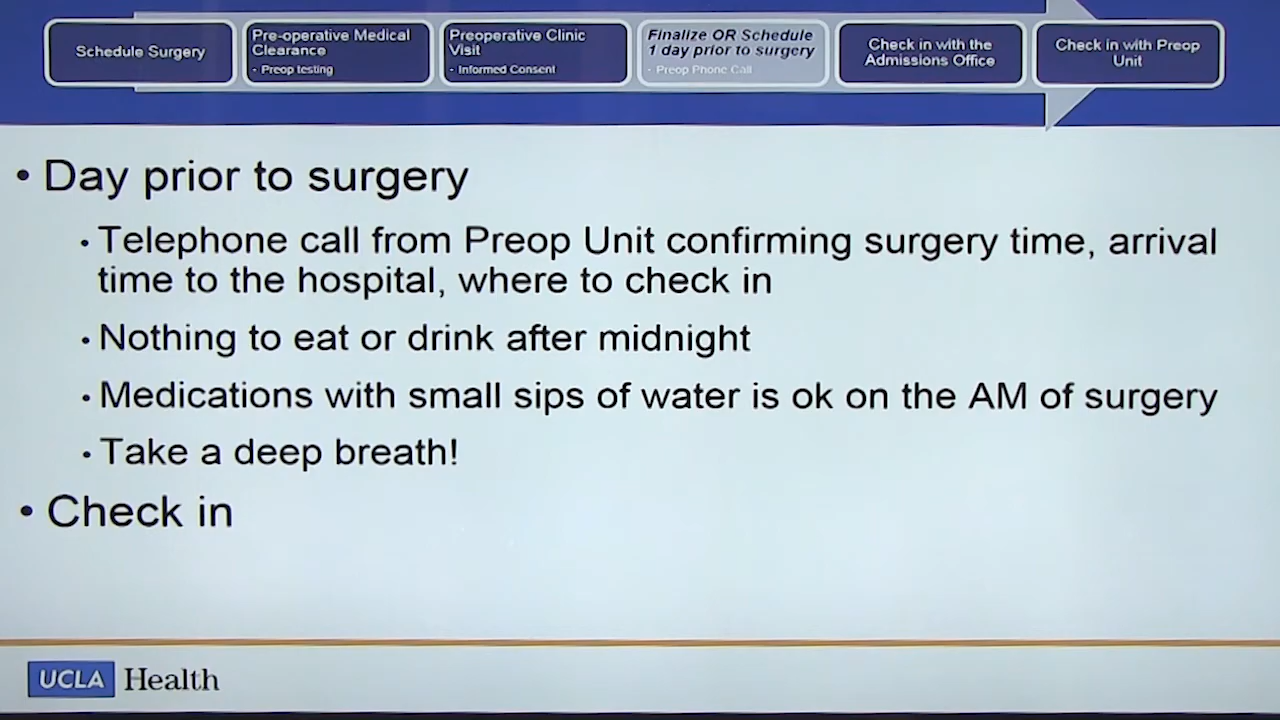 Schedule Surgery
Pre-operative Medical
Clearance
- Preop testing
Preoperative Clinic
Visit
- Informed Consent
Finalize OR Schedule
1 day prior to surgery
- Preop Phone Call
Check in with the
Admissions Office
Check in with Preop
Unit
• Day prior to surgery
• Telephone call from Preop Unit confirming surgery time, arrival
time to the hospital, where to check in
• Nothing to eat or drink after midnight
• Medications with small sips of water is ok on the AM of surgery
• Take a deep breath!
• Check in
UCLA Health